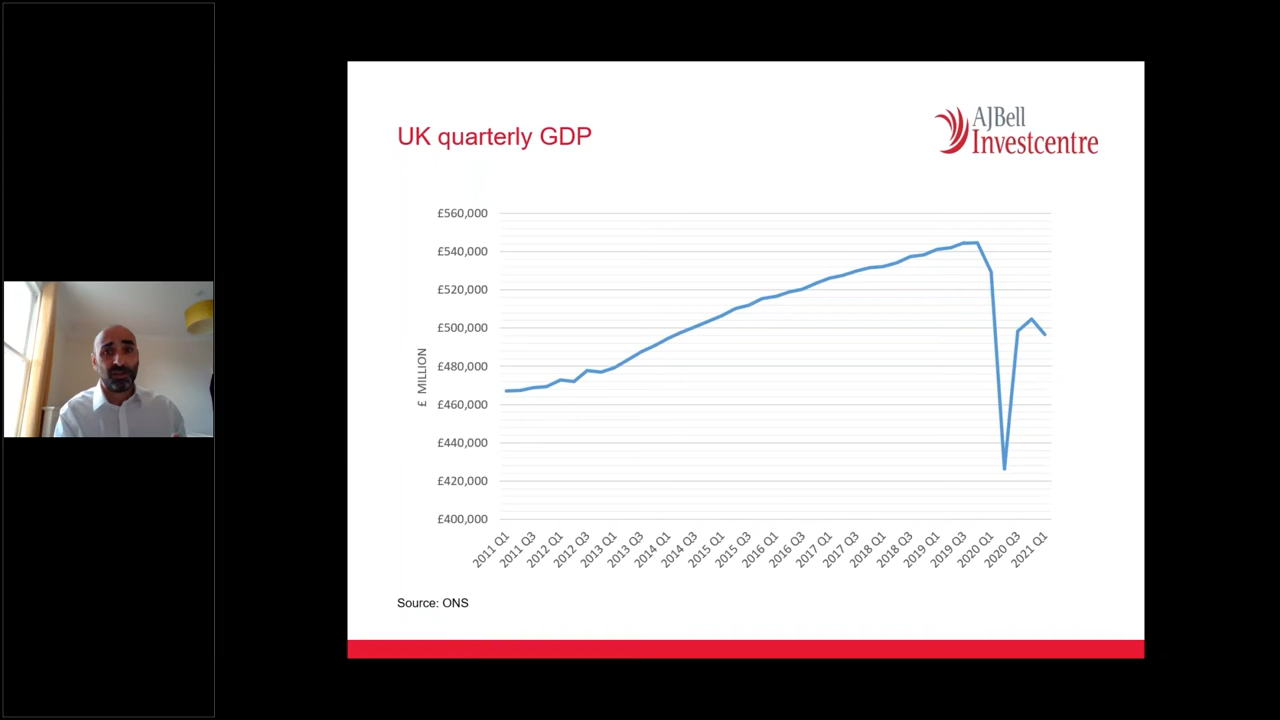 UK quarterly GDP
AJBell
Investcentre
£560,000
£540,000
£520,000
£500,000
£480,000
£460,000
£440,000
£420,000
£400,000
£ MILLION
2011 Q1
2011 Q3
2012 Q1
2012 Q3
2013 Q1
2013 Q3
2014 Q1
2014 Q3
2015 Q1
2015 Q3
2016 Q1
2016 Q3
2017 Q1
2017 Q3
2018 Q1
2018 Q3
2019 Q1
2019 Q3
2020 Q1
2020 Q3
2021 Q1
Source: ONS